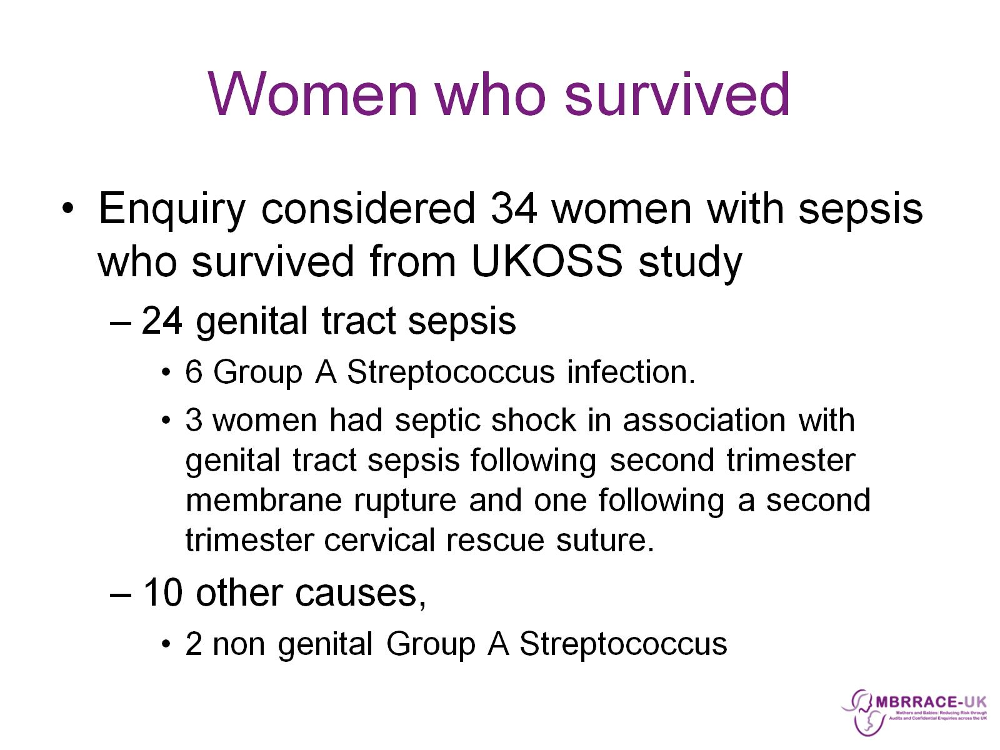 Women who survived
• Enquiry considered 34 women with sepsis
who survived from UKOSS study
– 24 genital tract sepsis
• 6 Group A Streptococcus infection.
• 3 women had septic shock in association with
genital tract sepsis following second trimester
membrane rupture and one following a second
trimester cervical rescue suture.
– 10 other causes,
• 2 non genital Group A Streptococcus
MBRRACE-UK
Mothers and Babies: Reducing Risk through
Audits and Confidential Enquiries across the UK